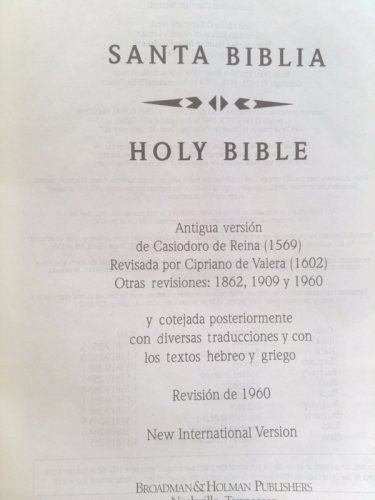 SANTA BIBLIA
HOLY BIBLE
Antigua versión
de Casiodoro de Reina (1569)
Revisada por Cipriano de Valera (1602)
Otras revisiones: 1862, 1909 y 1960
y cotejada posteriormente
con diversas traducciones y con
los textos hebreo y griego
Revisión de 1960
New International Version
BROADMAN & HOLMAN PUBLISHERS
Nashville, Tennessee